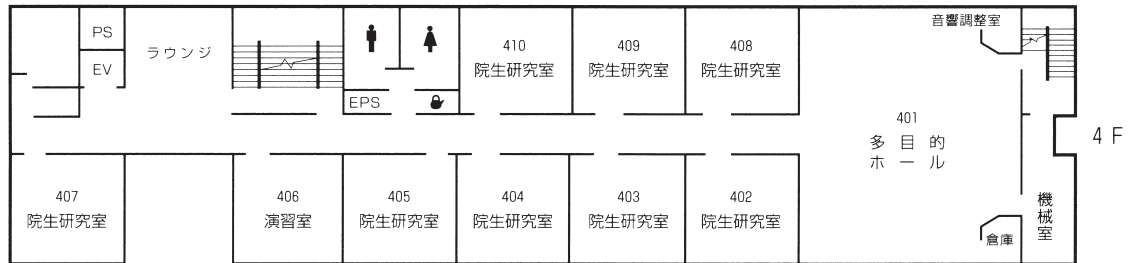 PS
EV
ラウンジ
EPS
410
院生研究室
409
院生研究室
408
院生研究室
音響調整室
401
多目的
ホール
4F
407
院生研究室
406
演習室
405
院生研究室
404
院生研究室
403
院生研究室
402
院生研究室
倉庫
機械室